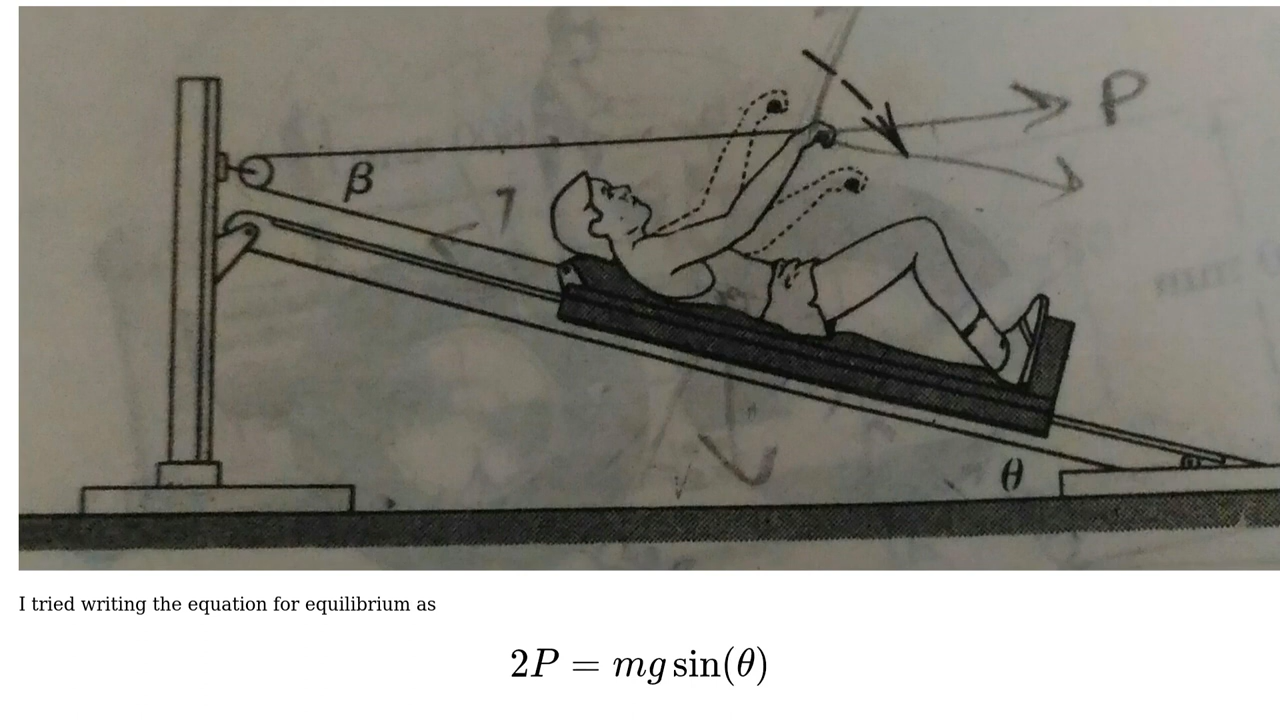 P
β
θ
I tried writing the equation for equilibrium as
2P = mg sin(θ)